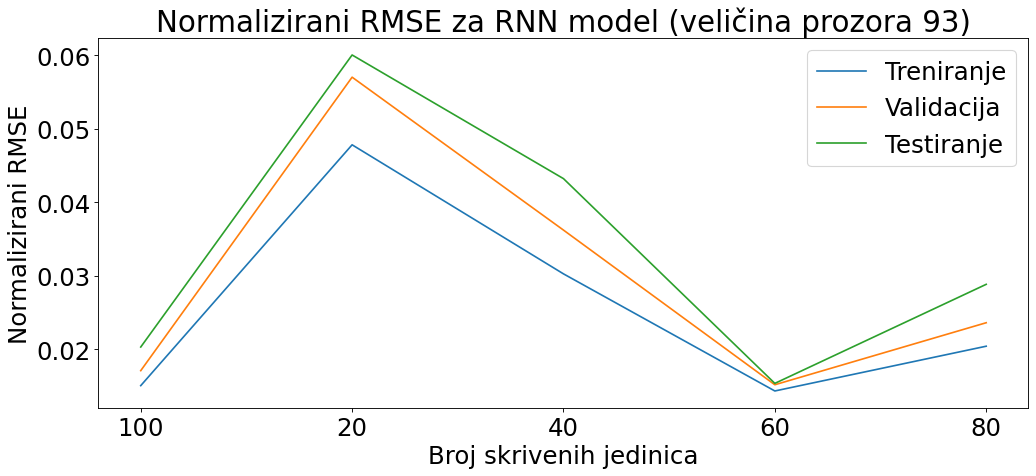 Normalizirani RMSE za RNN model (veličina prozora 93)
Treniranje
Validacija
Testiranje
Normalizirani RMSE
0.06
0.05
0.04
0.03
0.02
100 20 40 60 80
Broj skrivenih jedinica